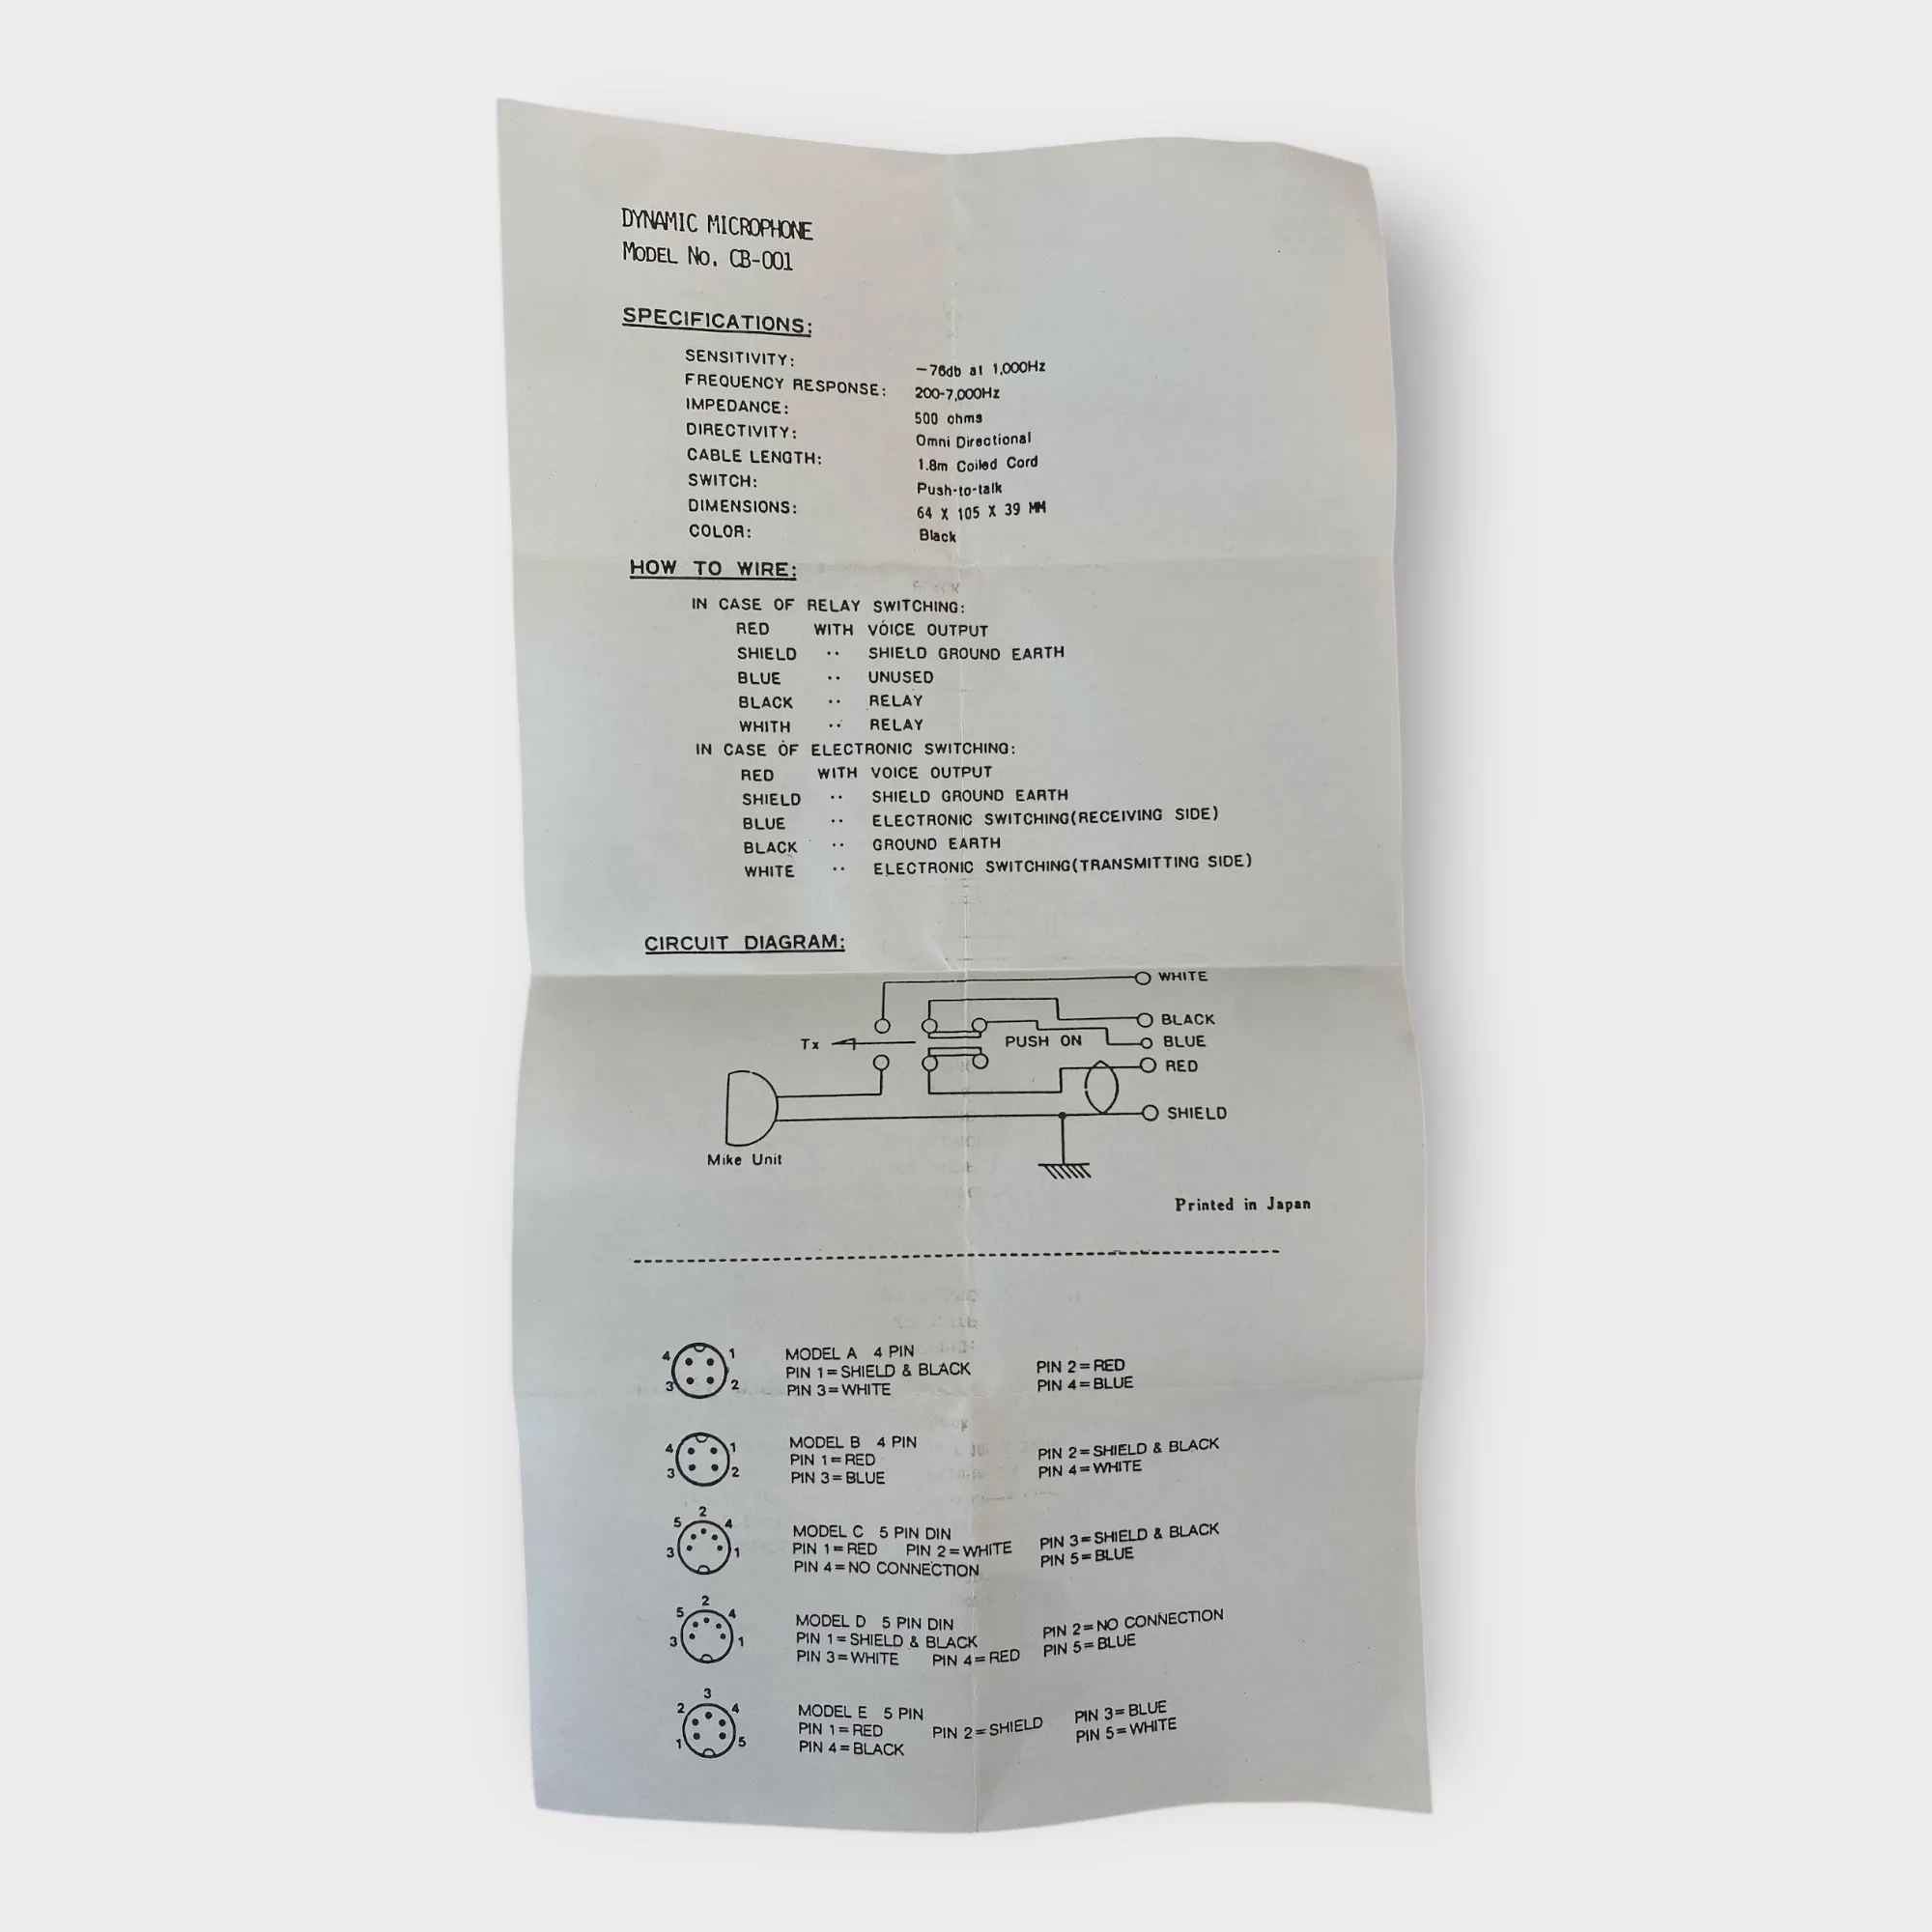 DYNAMIC MICROPHONE
MODEL NO. CB-001
SPECIFICATIONS:
SENSITIVITY: -76db at 1,000Hz
FREQUENCY RESPONSE: 200-7,000Hz
IMPEDANCE: 500 ohms
DIRECTIVITY: Omni Directional
CABLE LENGTH: 1.8m Coiled Cord
SWITCH: Push-to-talk
DIMENSIONS: 64 X 105 X 39 MM
COLOR: Black
HOW TO WIRE:
IN CASE OF RELAY SWITCHING:
RED WITH VOICE OUTPUT
SHIELD ·· SHIELD GROUND EARTH
BLUE ·· UNUSED
BLACK ·· RELAY
WHITH ·· RELAY
IN CASE OF ELECTRONIC SWITCHING:
RED WITH VOICE OUTPUT
SHIELD ·· SHIELD GROUND EARTH
BLUE ·· ELECTRONIC SWITCHING(RECEIVING SIDE)
BLACK ·· GROUND EARTH
WHITE ·· ELECTRONIC SWITCHING(TRANSMITTING SIDE)
CIRCUIT DIAGRAM:
WHITE
BLACK
Tx PUSH ON BLUE
RED
SHIELD
Mike Unit
Printed in Japan
4 1 MODEL A 4 PIN
PIN 1=SHIELD & BLACK PIN 2=RED
3 2 PIN 3=WHITE PIN 4=BLUE
4 1 MODEL B 4 PIN
PIN 1=RED PIN 2=SHIELD & BLACK
3 2 PIN 3=BLUE PIN 4=WHITE
2
5 4 MODEL C 5 PIN DIN
3 1 PIN 1=RED PIN 2=WHITE PIN 3=SHIELD & BLACK
PIN 4=NO CONNECTION PIN 5=BLUE
2
5 4 MODEL D 5 PIN DIN
3 1 PIN 1=SHIELD & BLACK PIN 2=NO CONNECTION
PIN 3=WHITE PIN 4=RED PIN 5=BLUE
3
2 4 MODEL E 5 PIN
PIN 1=RED PIN 2=SHIELD PIN 3=BLUE
1 5 PIN 4=BLACK PIN 5=WHITE